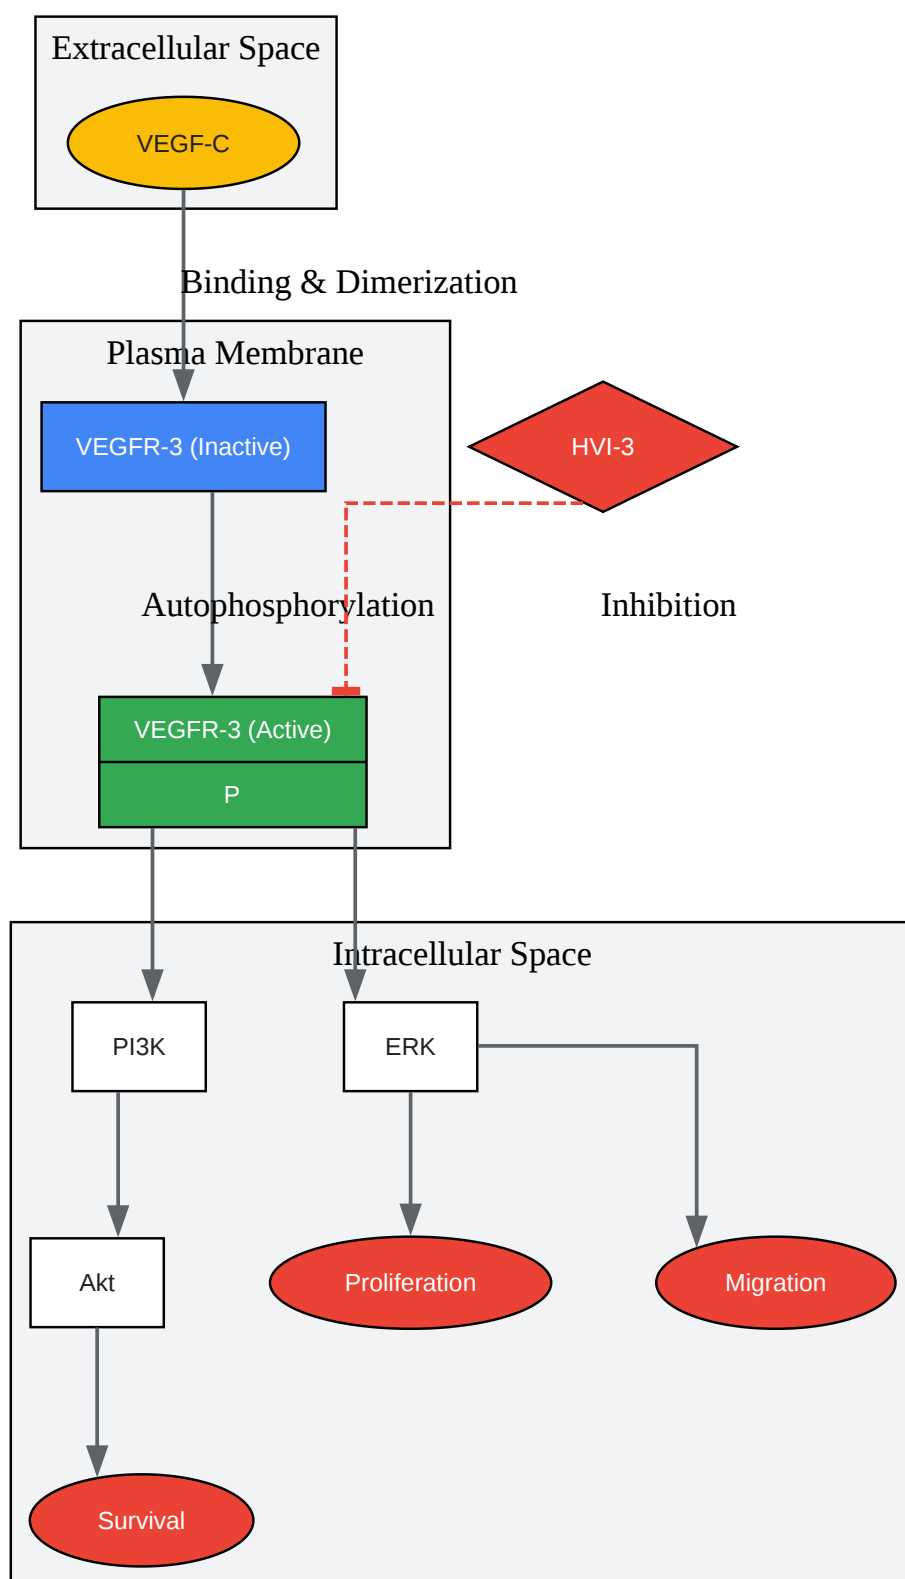 Extracellular Space
VEGF-C
Binding & Dimerization
Plasma Membrane
VEGFR-3 (Inactive)
HVI-3
Autophosphorylation
Inhibition
VEGFR-3 (Active)
P
Intracellular Space
PI3K
ERK
Akt
Proliferation
Migration
Survival